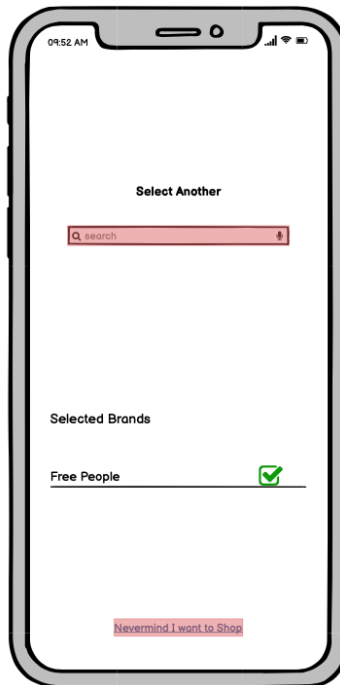 09:52 AM
Select Another
search
Selected Brands
Free People
Nevermind I want to Shop